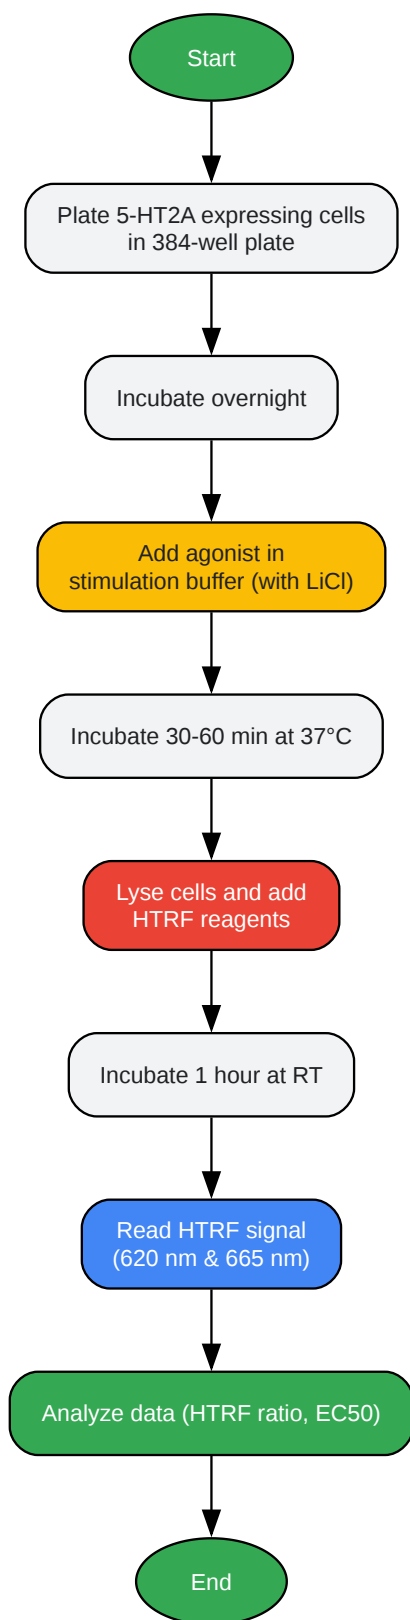 Start
Plate 5-HT2A expressing cells
in 384-well plate
Incubate overnight
Add agonist in
stimulation buffer (with LiCl)
Incubate 30-60 min at 37°C
Lyse cells and add
HTRF reagents
Incubate 1 hour at RT
Read HTRF signal
(620 nm & 665 nm)
Analyze data (HTRF ratio, EC50)
End